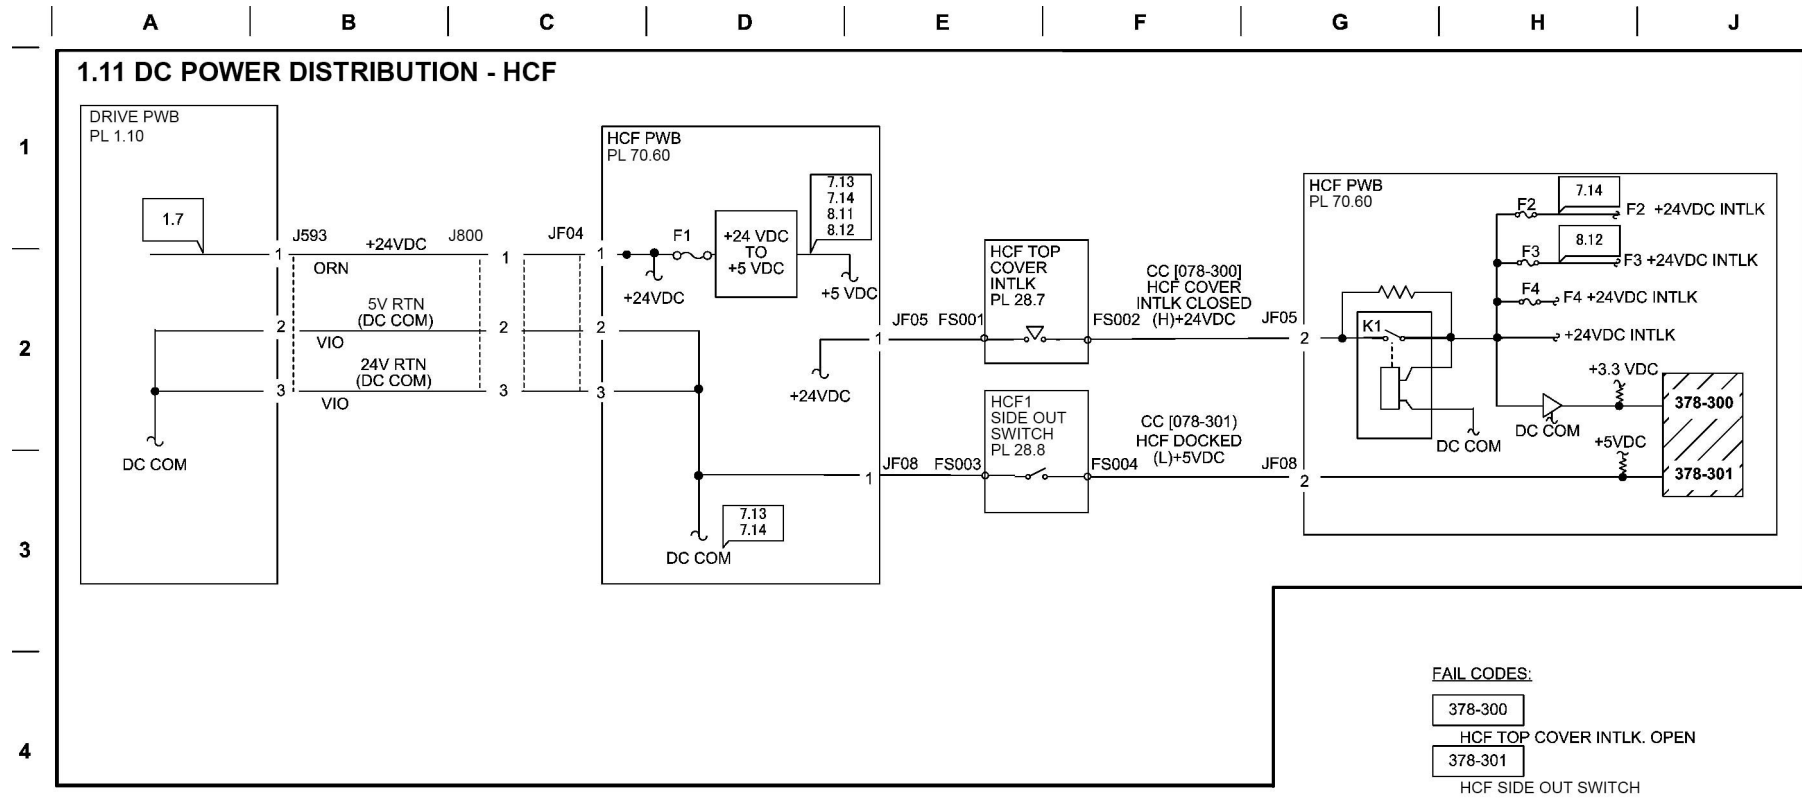 A B C D E F G H J
1.11 DC POWER DISTRIBUTION - HCF
1
2
3
4
DRIVE PWB
PL 1.10
1.7
DC COM
J593
1
+24VDC
ORN
J800
1
JF04
1
2
5V RTN
(DC COM)
VIO
2
2
3
24V RTN
(DC COM)
VIO
3
3
HCF PWB
PL 70.60
F1
+24VDC
+24 VDC
TO
+5 VDC
7.13
7.14
8.11
8.12
+5 VDC
+24VDC
DC COM
7.13
7.14
JF05
1
FS001
HCF TOP
COVER
INTLK
PL 28.7
FS002
CC [078-300]
HCF COVER
INTLK CLOSED
(H)+24VDC
JF05
2
JF08
1
FS003
HCF1
SIDE OUT
SWITCH
PL 28.8
FS004
CC [078-301)
HCF DOCKED
(L)+5VDC
JF08
2
HCF PWB
PL 70.60
K1
DC COM
F2
7.14
F2 +24VDC INTLK
F3
8.12
F3 +24VDC INTLK
F4
F4 +24VDC INTLK
+24VDC INTLK
+3.3 VDC
DC COM
+5VDC
378-300
378-301
FAIL CODES:
378-300
HCF TOP COVER INTLK. OPEN
378-301
HCF SIDE OUT SWITCH